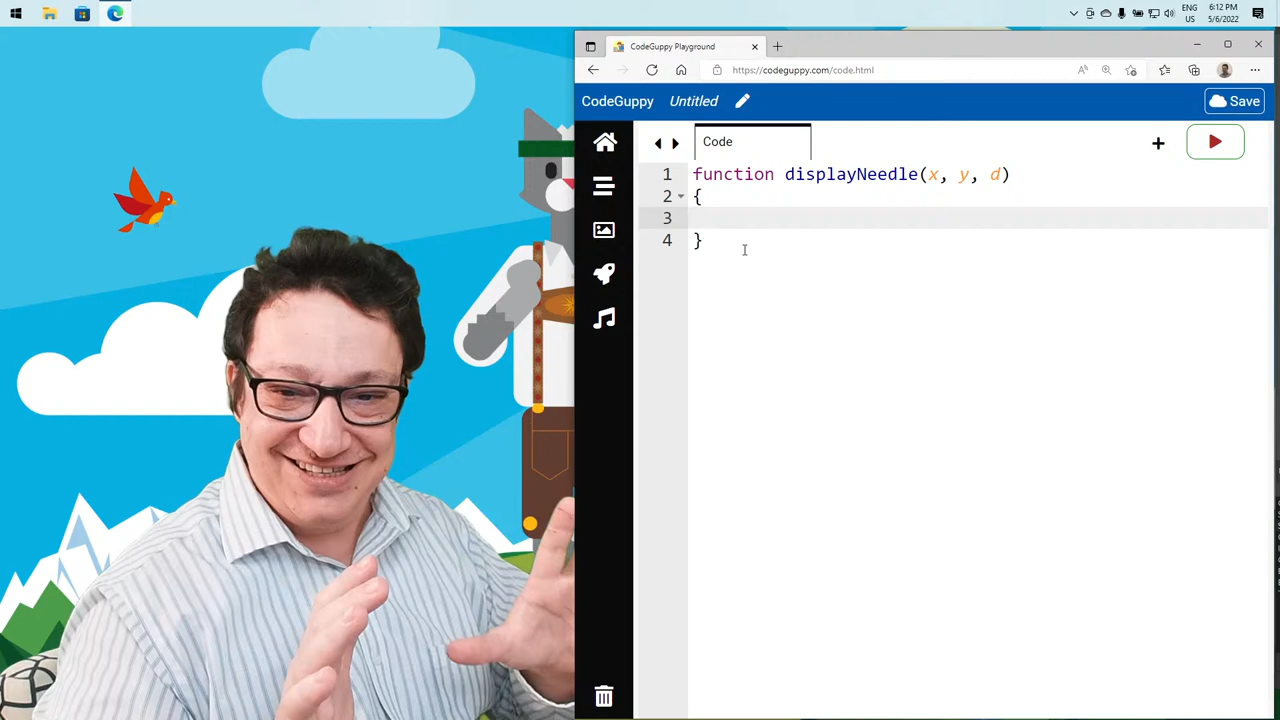 ENG
US
6:12 PM
5/6/2022
CodeGuppy Playground
https://codeguppy.com/code.html
CodeGuppy Untitled Save
Code
1 function displayNeedle(x, y, d)
2 {
3
4 }